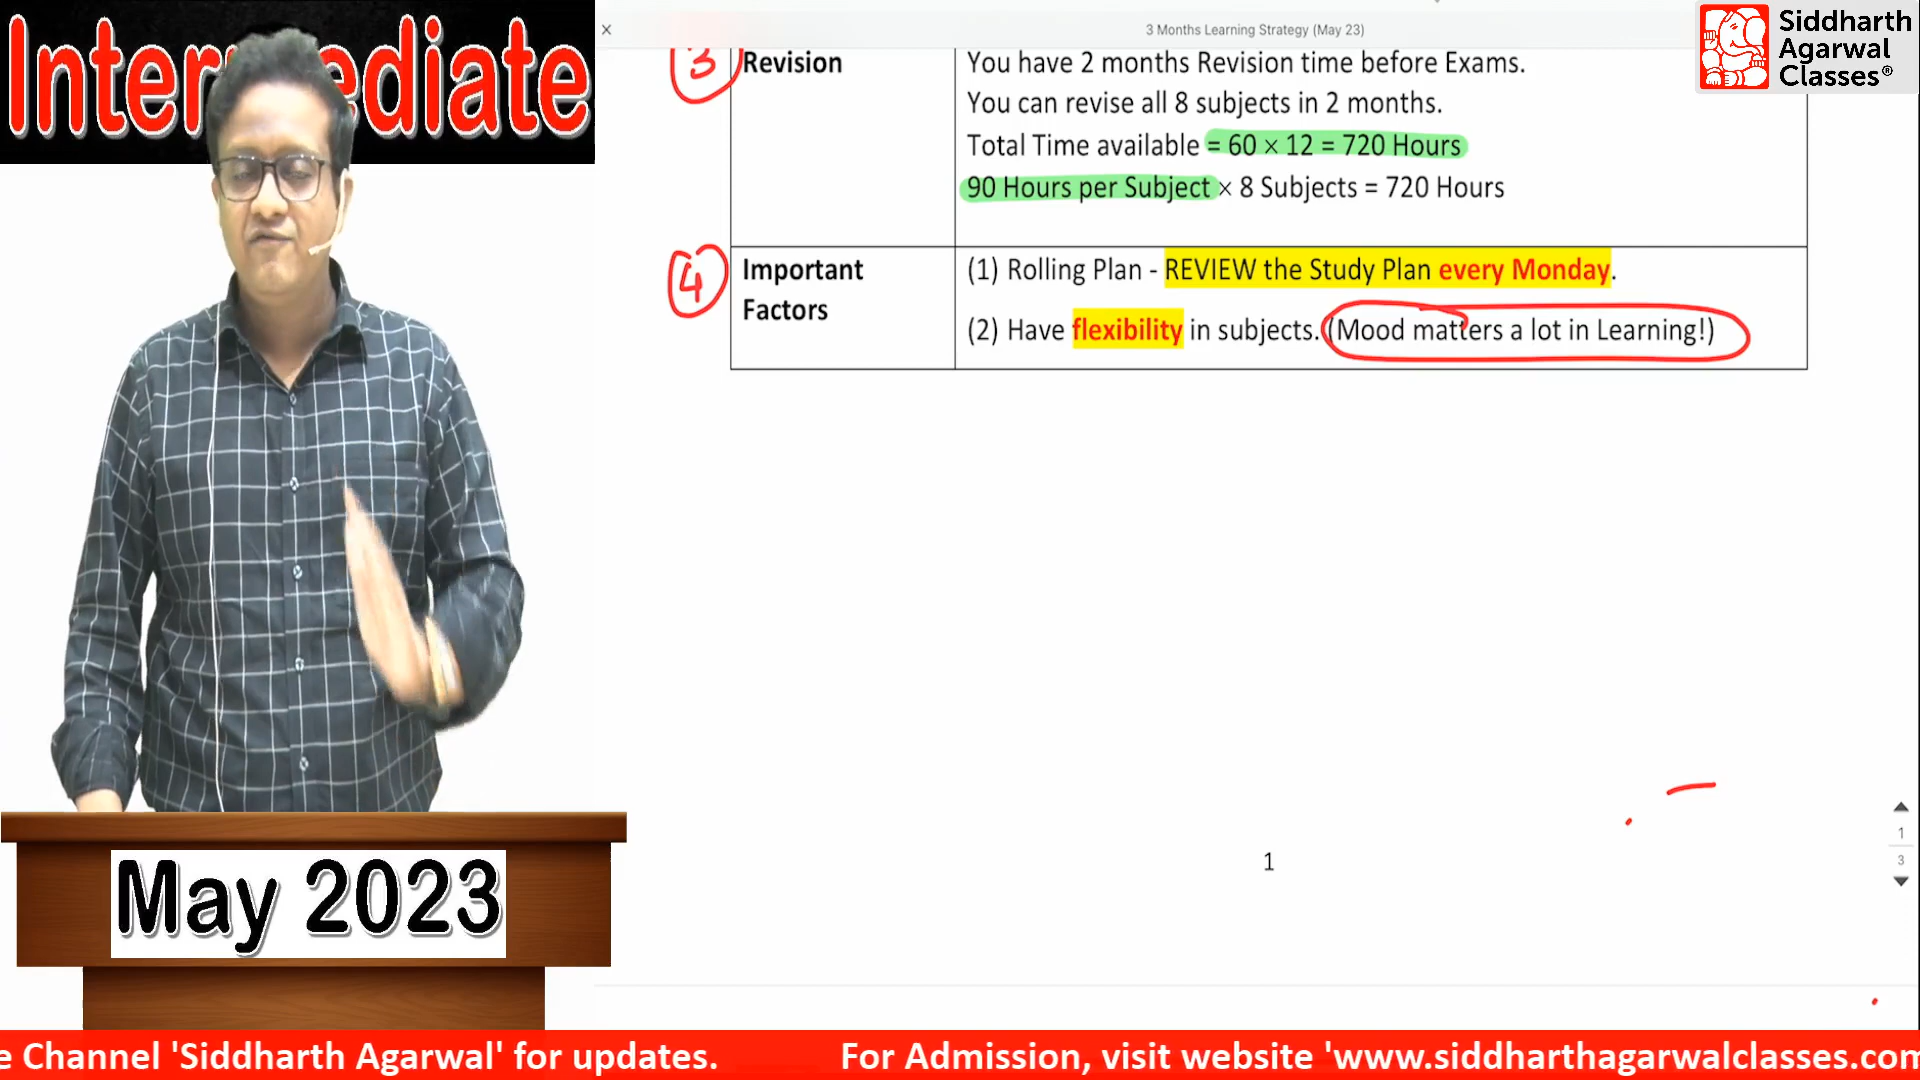 Intermediate
×
3 Months Learning Strategy (May 23)
Siddharth
Agarwal
Classes®
3
Revision
You have 2 months Revision time before Exams.
You can revise all 8 subjects in 2 months.
Total Time available = 60 × 12 = 720 Hours
90 Hours per Subject × 8 Subjects = 720 Hours
4
Important
Factors
(1) Rolling Plan - REVIEW the Study Plan every Monday.
(2) Have flexibility in subjects. (Mood matters a lot in Learning!)
1
1
3
May 2023
e Channel 'Siddharth Agarwal' for updates. For Admission, visit website 'www.siddharthagarwalclasses.com